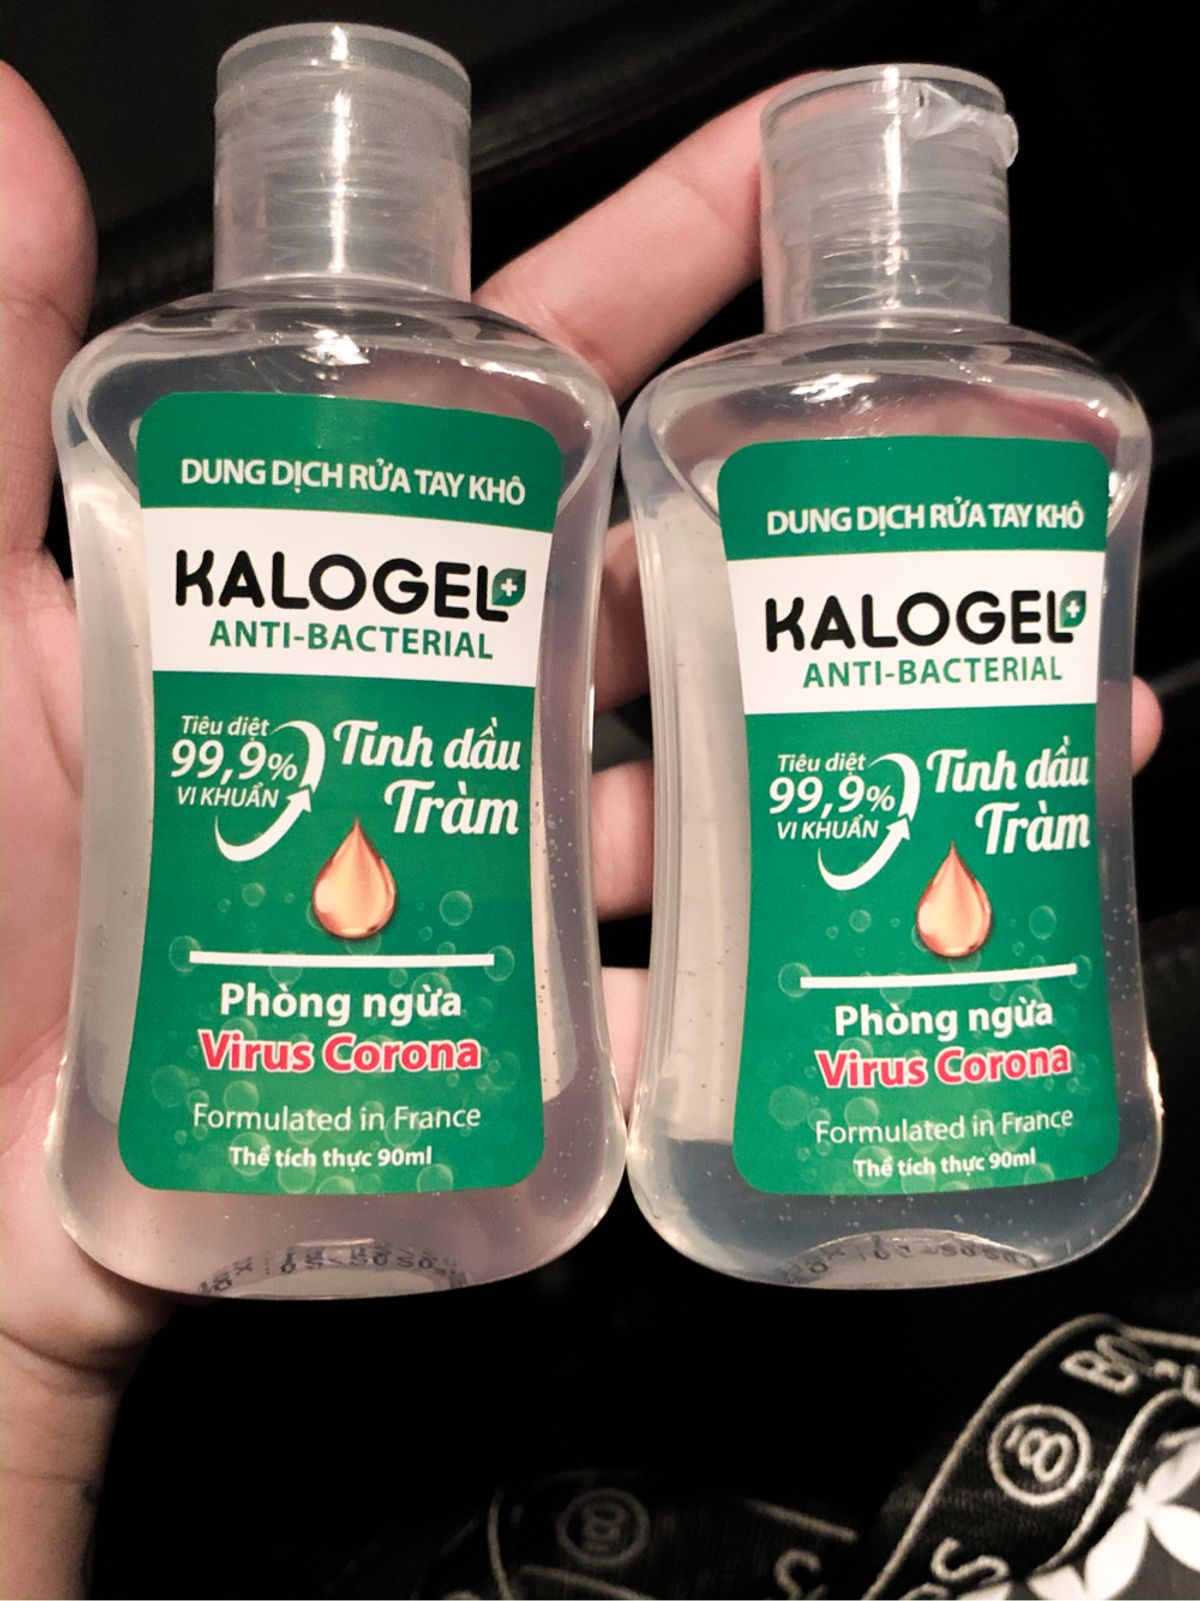 DUNG DỊCH RỬA TAY KHÔ
KALOGEL
ANTI-BACTERIAL
Tiêu diệt
99,9%
VI KHUẨN
Tinh dầu
Tràm
Phòng ngừa
Virus Corona
Formulated in France
Thể tích thực 90ml
DUNG DỊCH RỬA TAY KHÔ
KALOGEL
ANTI-BACTERIAL
Tiêu diệt
99,9%
VI KHUẨN
Tinh dầu
Tràm
Phòng ngừa
Virus Corona
Formulated in France
Thể tích thực 90ml